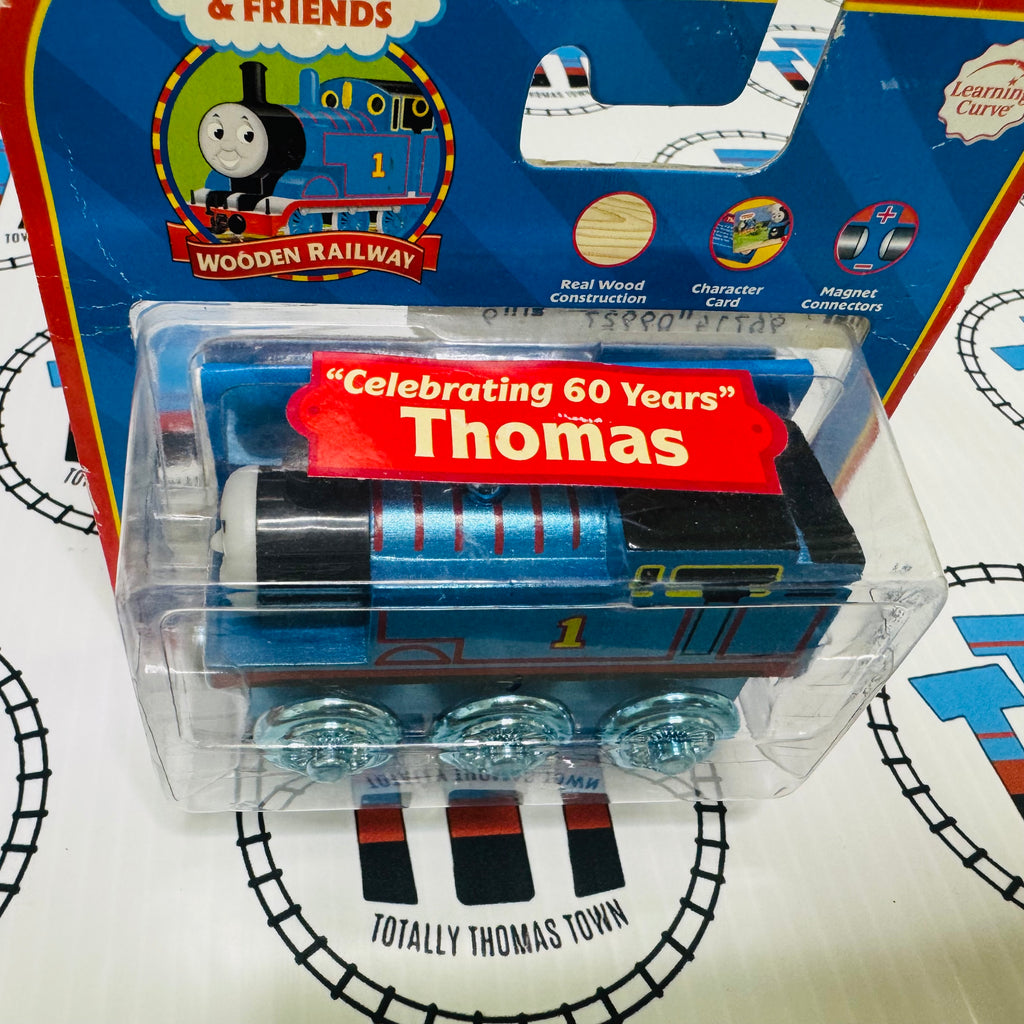 & FRIENDS
1
WOODEN RAILWAY
Learning
Curve
Real Wood
Construction
Character
Card
Magnet
Connectors
"Celebrating 60 Years"
Thomas
1
TOTALLY THOMAS TOWN